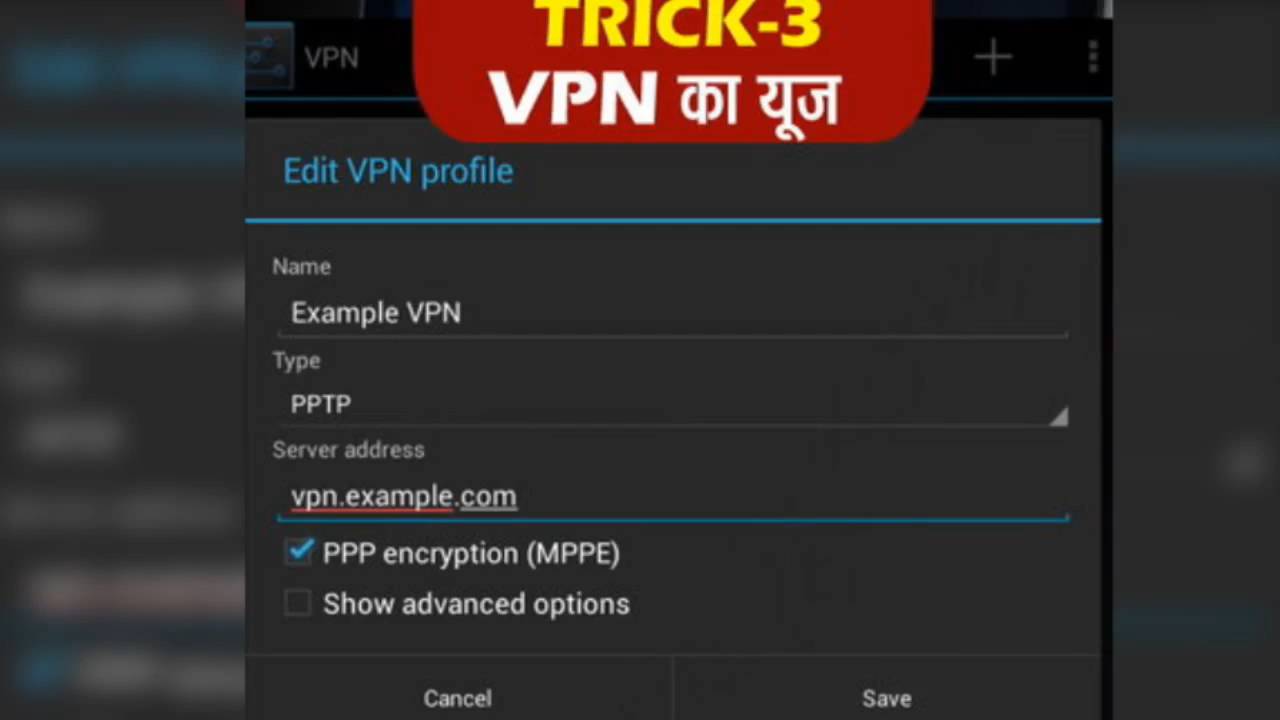 TRICK-3
VPN
VPN का यूज
Edit VPN profile
Name
Example VPN
Type
PPTP
Server address
vpn.example.com
PPP encryption (MPPE)
Show advanced options
Cancel
Save